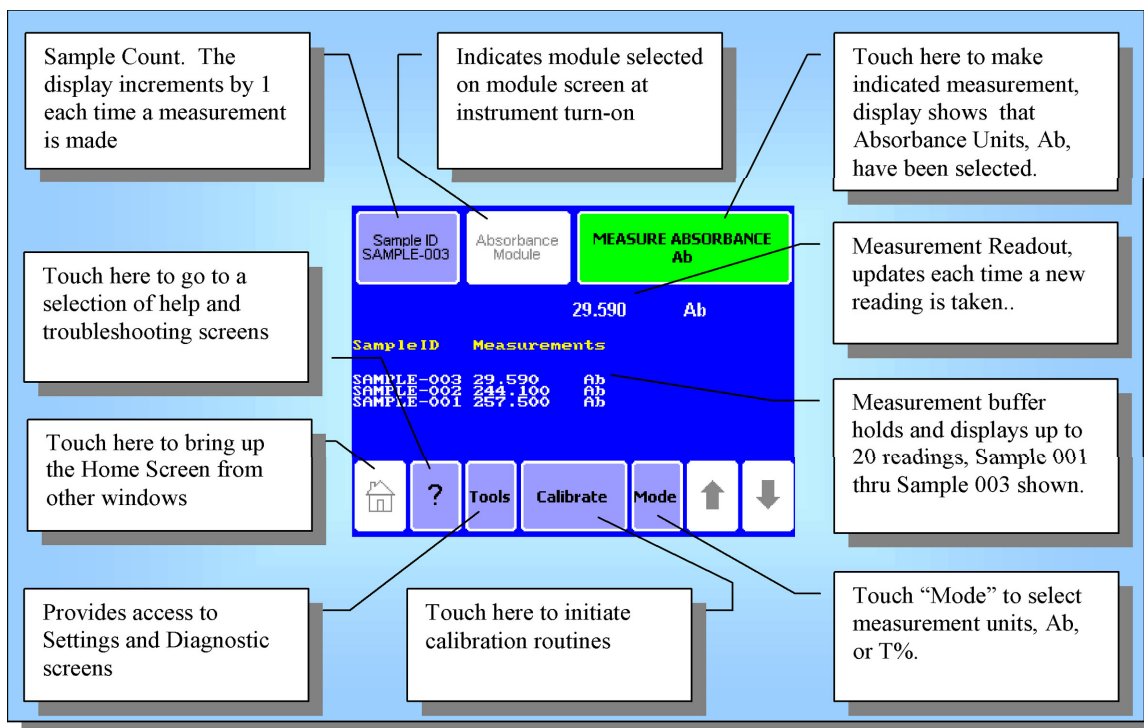 Sample Count.  The
display increments by 1
each time a measurement
is made
Indicates module selected
on module screen at
instrument turn-on
Touch here to make
indicated measurement,
display shows  that
Absorbance Units, Ab,
have been selected.
Sample ID
SAMPLE-003
Absorbance
Module
MEASURE ABSORBANCE
Ab
Touch here to go to a
selection of help and
troubleshooting screens
29.590 Ab
Measurement Readout,
updates each time a new
reading is taken..
SampleID Measurements
SAMPLE-003 29.590 Ab
SAMPLE-002 244.100 Ab
SAMPLE-001 257.500 Ab
Measurement buffer
holds and displays up to
20 readings, Sample 001
thru Sample 003 shown.
Touch here to bring up
the Home Screen from
other windows
? Tools Calibrate Mode
Provides access to
Settings and Diagnostic
screens
Touch here to initiate
calibration routines
Touch “Mode” to select
measurement units, Ab,
or T%.